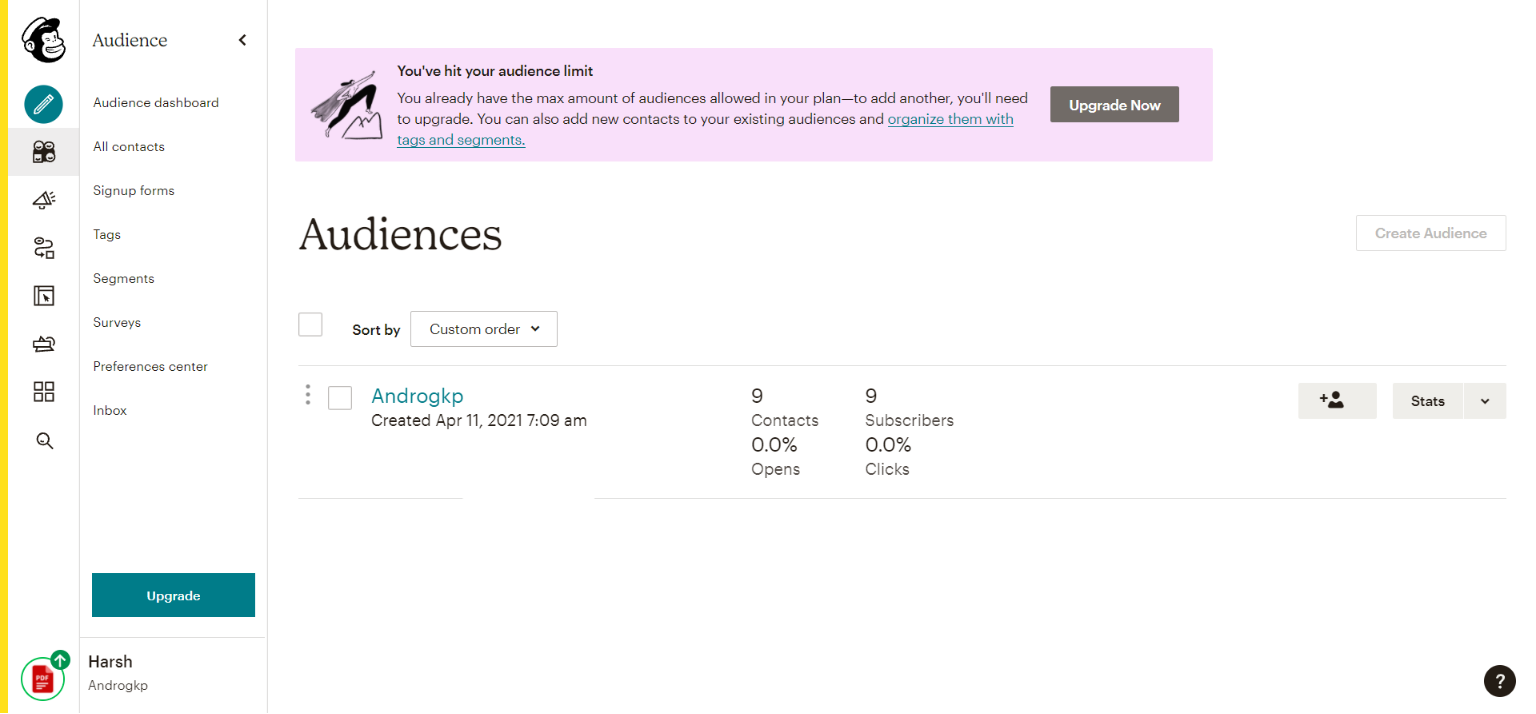 Audience
Audience dashboard
All contacts
Signup forms
Tags
Segments
Surveys
Preferences center
Inbox
Upgrade
PDF
Harsh
Androgkp
You've hit your audience limit
You already have the max amount of audiences allowed in your plan—to add another, you'll need
to upgrade. You can also add new contacts to your existing audiences and organize them with
tags and segments.
Upgrade Now
Audiences
Create Audience
Sort by Custom order
Androgkp
Created Apr 11, 2021 7:09 am
9 Contacts
0.0% Opens
9 Subscribers
0.0% Clicks
Stats
?